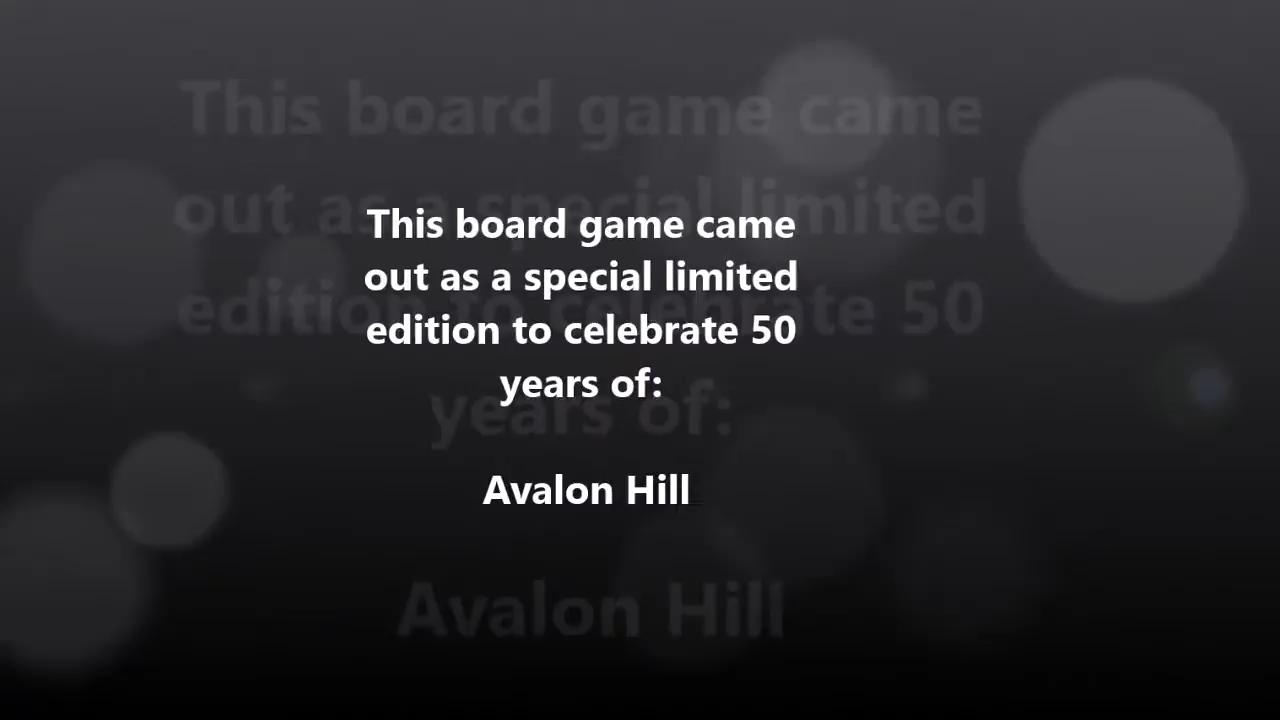 This board game came
out as a special limited
edition to celebrate 50
years of:
Avalon Hill